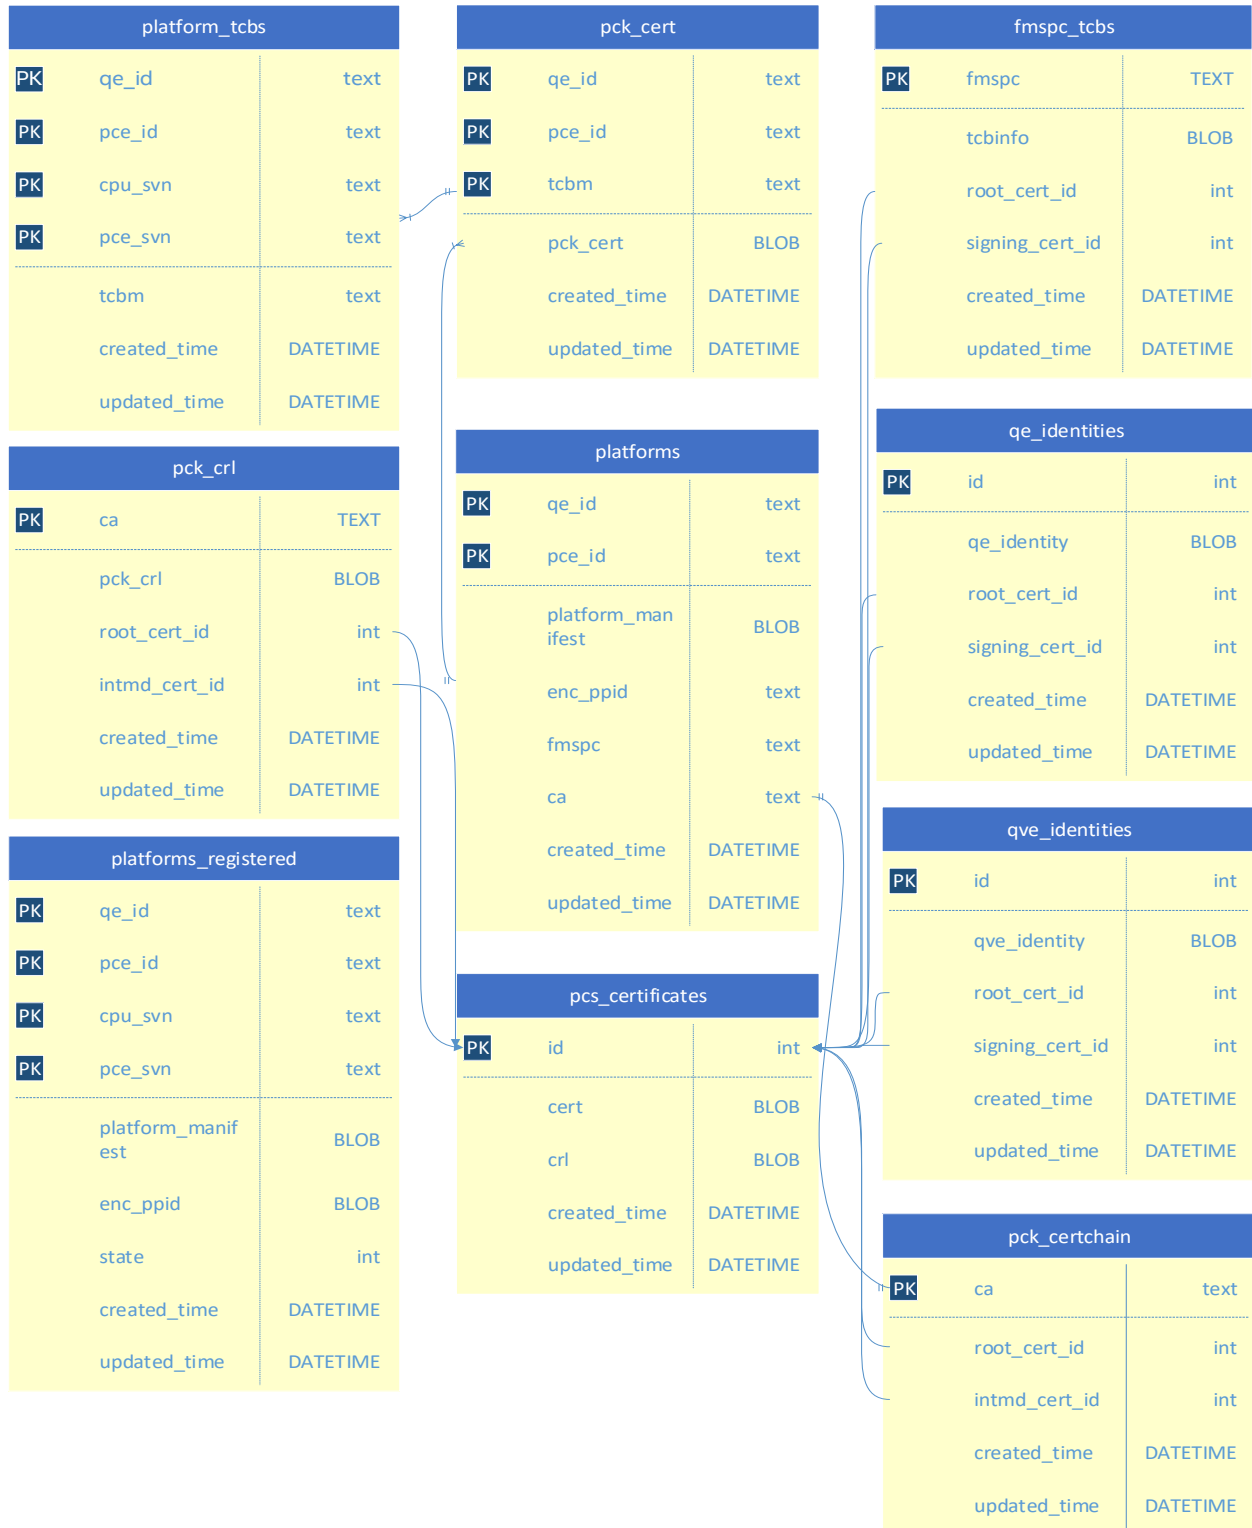 platform_tcbs
PK qe_id text
PK pce_id text
PK cpu_svn text
PK pce_svn text
tcbm text
created_time DATETIME
updated_time DATETIME
pck_crl
PK ca TEXT
pck_crl BLOB
root_cert_id int
intmd_cert_id int
created_time DATETIME
updated_time DATETIME
platforms_registered
PK qe_id text
PK pce_id text
PK cpu_svn text
PK pce_svn text
platform_manif
est BLOB
enc_ppid BLOB
state int
created_time DATETIME
updated_time DATETIME
pck_cert
PK qe_id text
PK pce_id text
PK tcbm text
pck_cert BLOB
created_time DATETIME
updated_time DATETIME
platforms
PK qe_id text
PK pce_id text
platform_man
ifest BLOB
enc_ppid text
fmspc text
ca text
created_time DATETIME
updated_time DATETIME
pcs_certificates
PK id int
cert BLOB
crl BLOB
created_time DATETIME
updated_time DATETIME
fmspc_tcbs
PK fmspc TEXT
tcbinfo BLOB
root_cert_id int
signing_cert_id int
created_time DATETIME
updated_time DATETIME
qe_identities
PK id int
qe_identity BLOB
root_cert_id int
signing_cert_id int
created_time DATETIME
updated_time DATETIME
qve_identities
PK id int
qve_identity BLOB
root_cert_id int
signing_cert_id int
created_time DATETIME
updated_time DATETIME
pck_certchain
PK ca text
root_cert_id int
intmd_cert_id int
created_time DATETIME
updated_time DATETIME